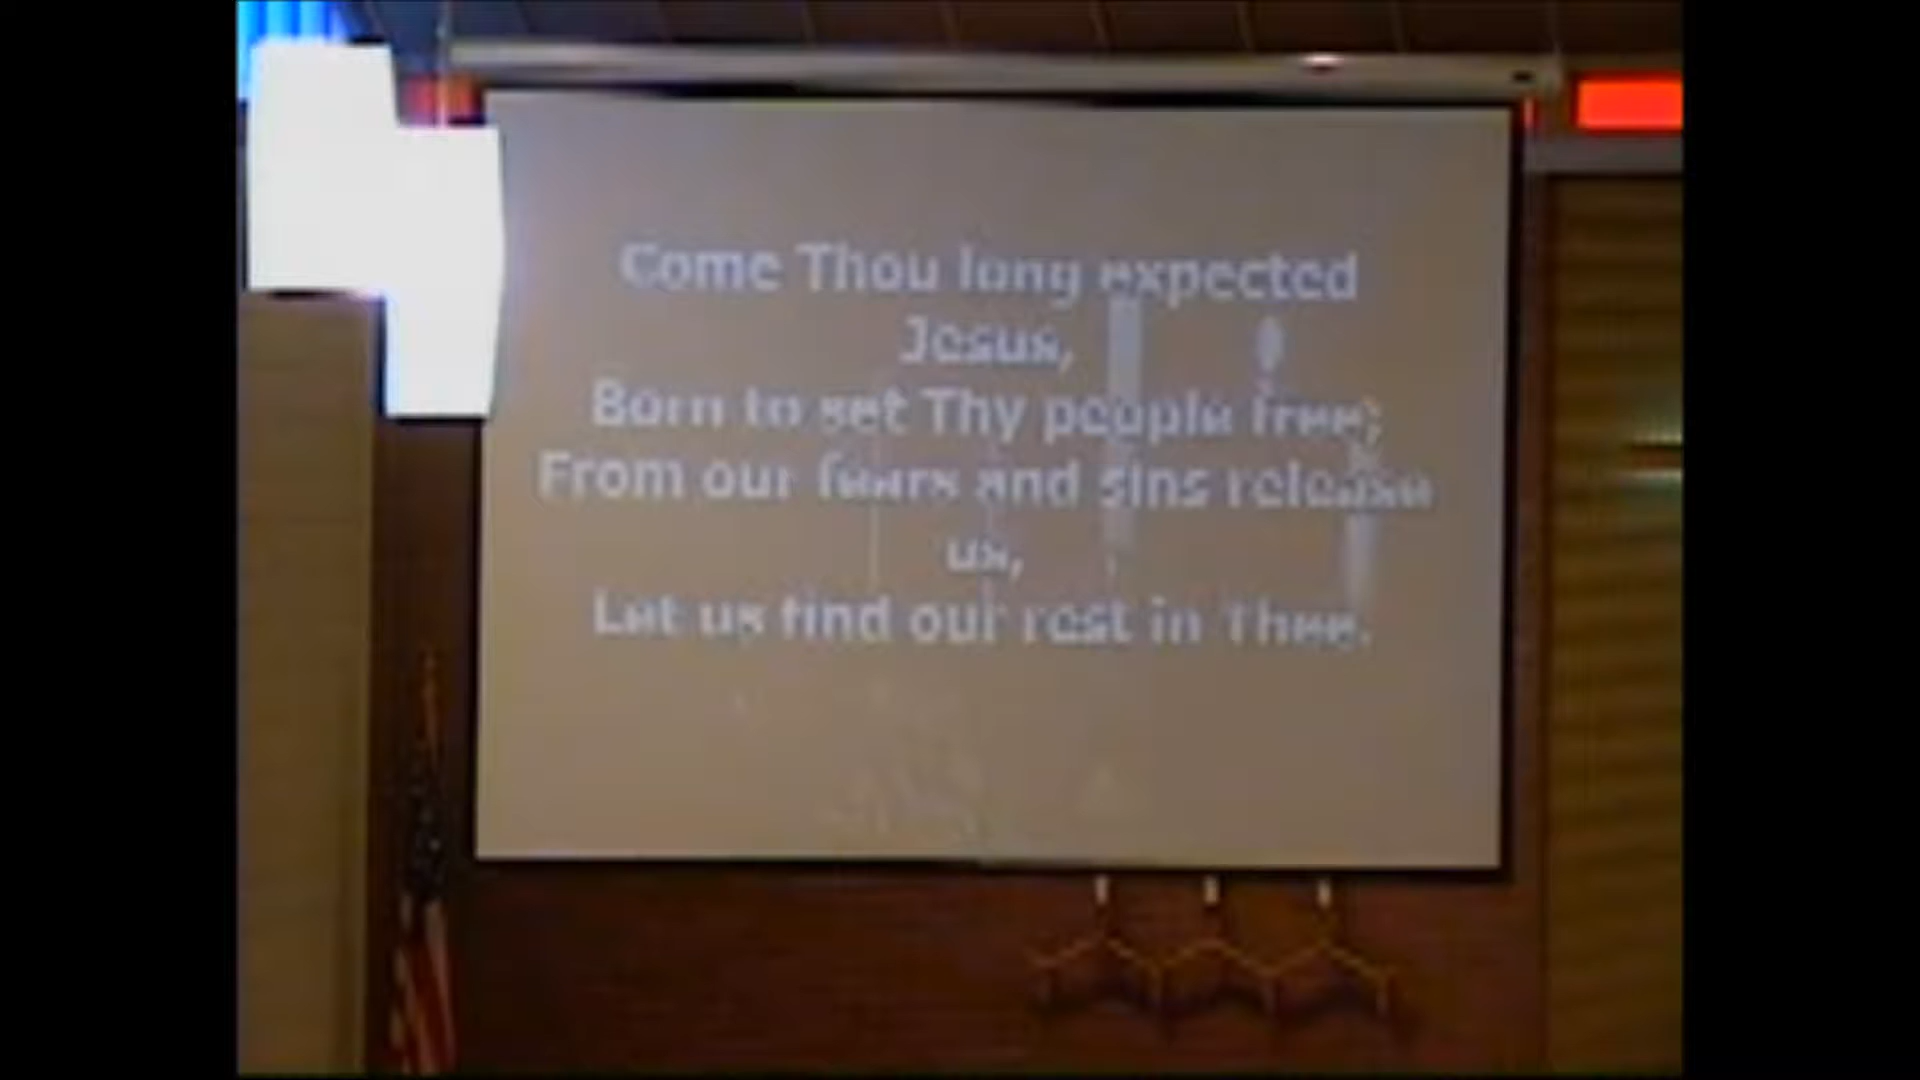 Come Thou long expected
Jesus,
Born to set Thy people free;
From our fears and sins release
us,
Let us find our rest in Thee.